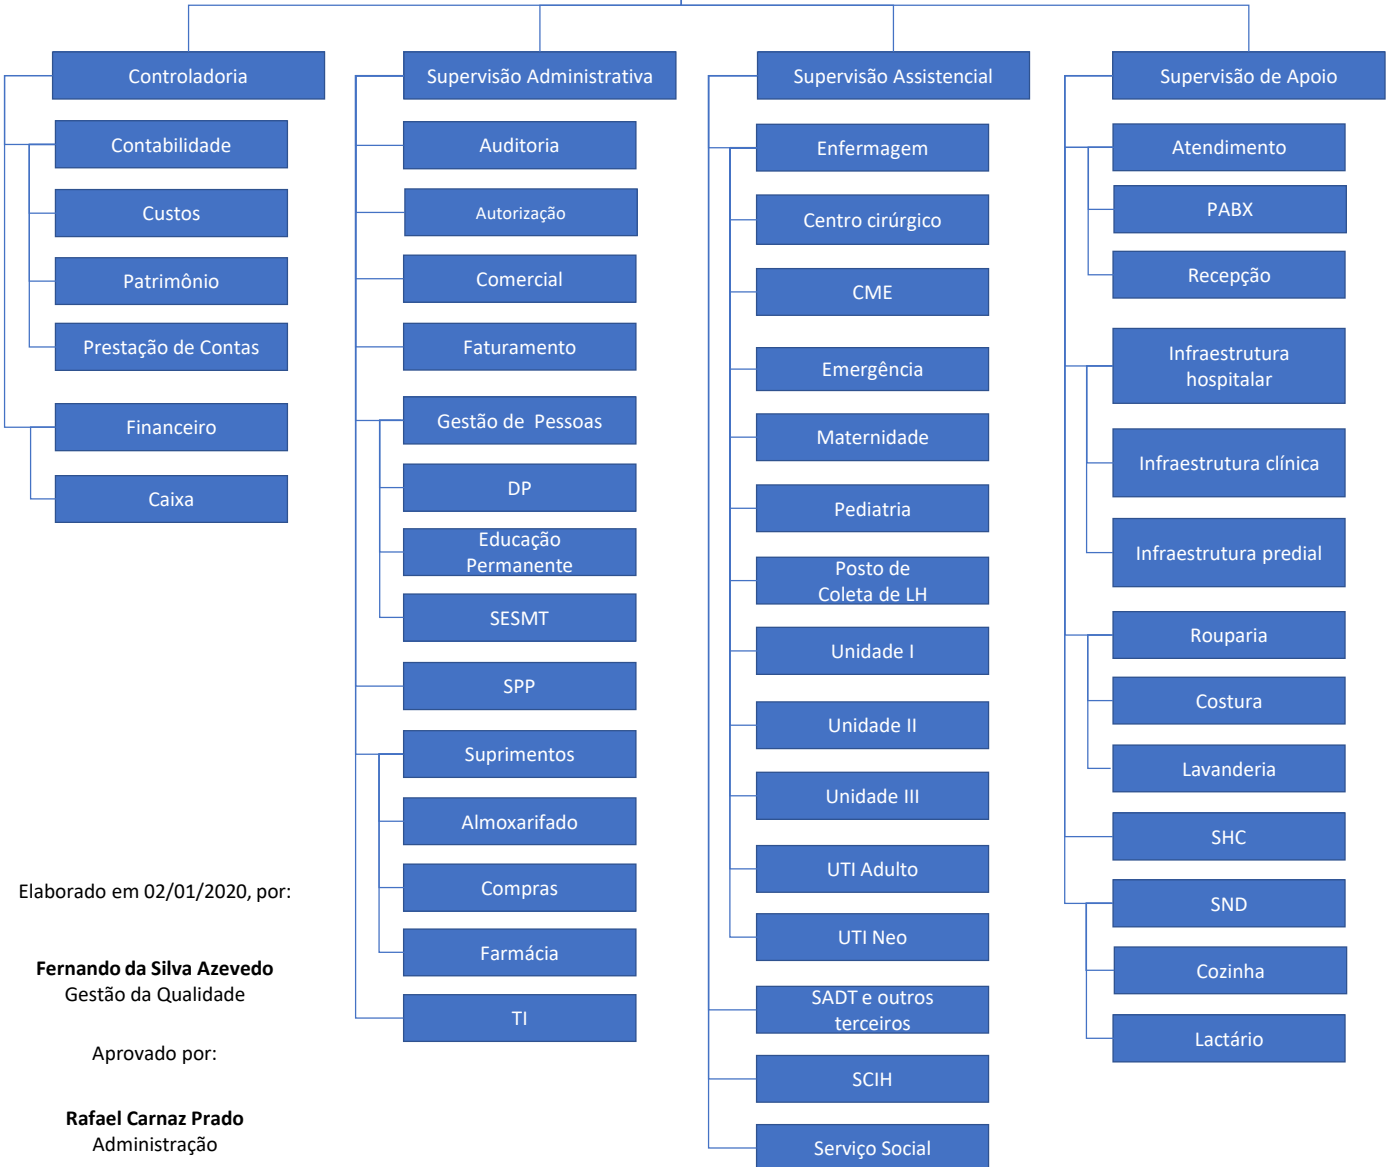 Controladoria
Contabilidade
Custos
Patrimônio
Prestação de Contas
Financeiro
Caixa
Supervisão Administrativa
Auditoria
Autorização
Comercial
Faturamento
Gestão de Pessoas
DP
Educação
Permanente
SESMT
SPP
Suprimentos
Almoxarifado
Compras
Farmácia
TI
Supervisão Assistencial
Enfermagem
Centro cirúrgico
CME
Emergência
Maternidade
Pediatria
Posto de
Coleta de LH
Unidade I
Unidade II
Unidade III
UTI Adulto
UTI Neo
SADT e outros
terceiros
SCIH
Serviço Social
Supervisão de Apoio
Atendimento
PABX
Recepção
Infraestrutura
hospitalar
Infraestrutura clínica
Infraestrutura predial
Rouparia
Costura
Lavanderia
SHC
SND
Cozinha
Lactário
Elaborado em 02/01/2020, por:
Fernando da Silva Azevedo
Gestão da Qualidade
Aprovado por:
Rafael Carnaz Prado
Administração